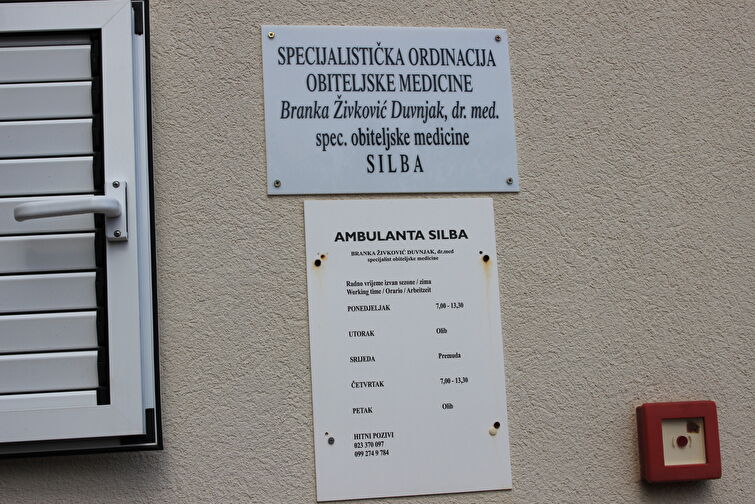 SPECIJALISTIČKA ORDINACIJA
OBITELJSKE MEDICINE
Branka Živković Duvnjak, dr. med.
spec. obiteljske medicine
SILBA
AMBULANTA SILBA
BRANKA ŽIVKOVIĆ DUVNJAK, dr.med
specijalist obiteljske medicine
Radno vrijeme izvan sezone / zima
Working time / Orario / Arbeitzeit
PONEDJELJAK 7,00 - 13,30
UTORAK Olib
SRIJEDA Premuda
ČETVRTAK 7,00 - 13,30
PETAK Olib
HITNI POZIVI
023 370 097
099 274 9 784